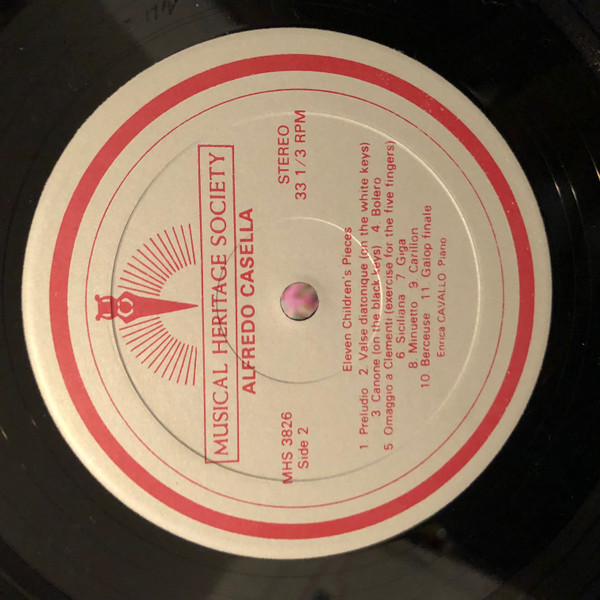 MUSICAL HERITAGE SOCIETY
ALFREDO CASELLA
MHS 3826
Side 2
STEREO
33 1/3 RPM
Eleven Children's Pieces
1 Preludio 2 Valse diatonique (on the white keys)
3 Canone (on the black keys) 4. Bolero
5 Omaggio a Clementi (exercise for the five fingers)
6 Siciliana 7 Giga
8 Minuetto 9 Carillon
10 Berceuse 11 Galop finale
Enrica CAVALLO Piano